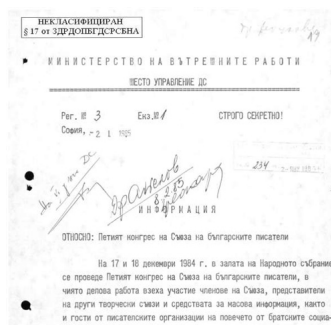 НЕКЛАСИФИЦИРАН
§ 17 от ЗДРДОПБГДСРСБНА
19
МИНИСТЕРСТВО НА ВЪТРЕШНИТЕ РАБОТИ
ШЕСТО УПРАВЛЕНИЕ ДС
Рег. № 3 Екз. № 1 СТРОГО СЕКРЕТНО!
София, -2 1 1985
234
ИНФОРМАЦИЯ
ОТНОСНО: Петият конгрес на Съюза на българските писатели
На 17 и 18 декември 1984 г. в залата на Народното събрание
се проведе Петият конгрес на Съюза на българските писатели, в
чиято делова работа взеха участие членове на Съюза, представители
на други творчески съюзи и средствата за масова информация, както
и гости от писателските организации на повечето от братските социа-